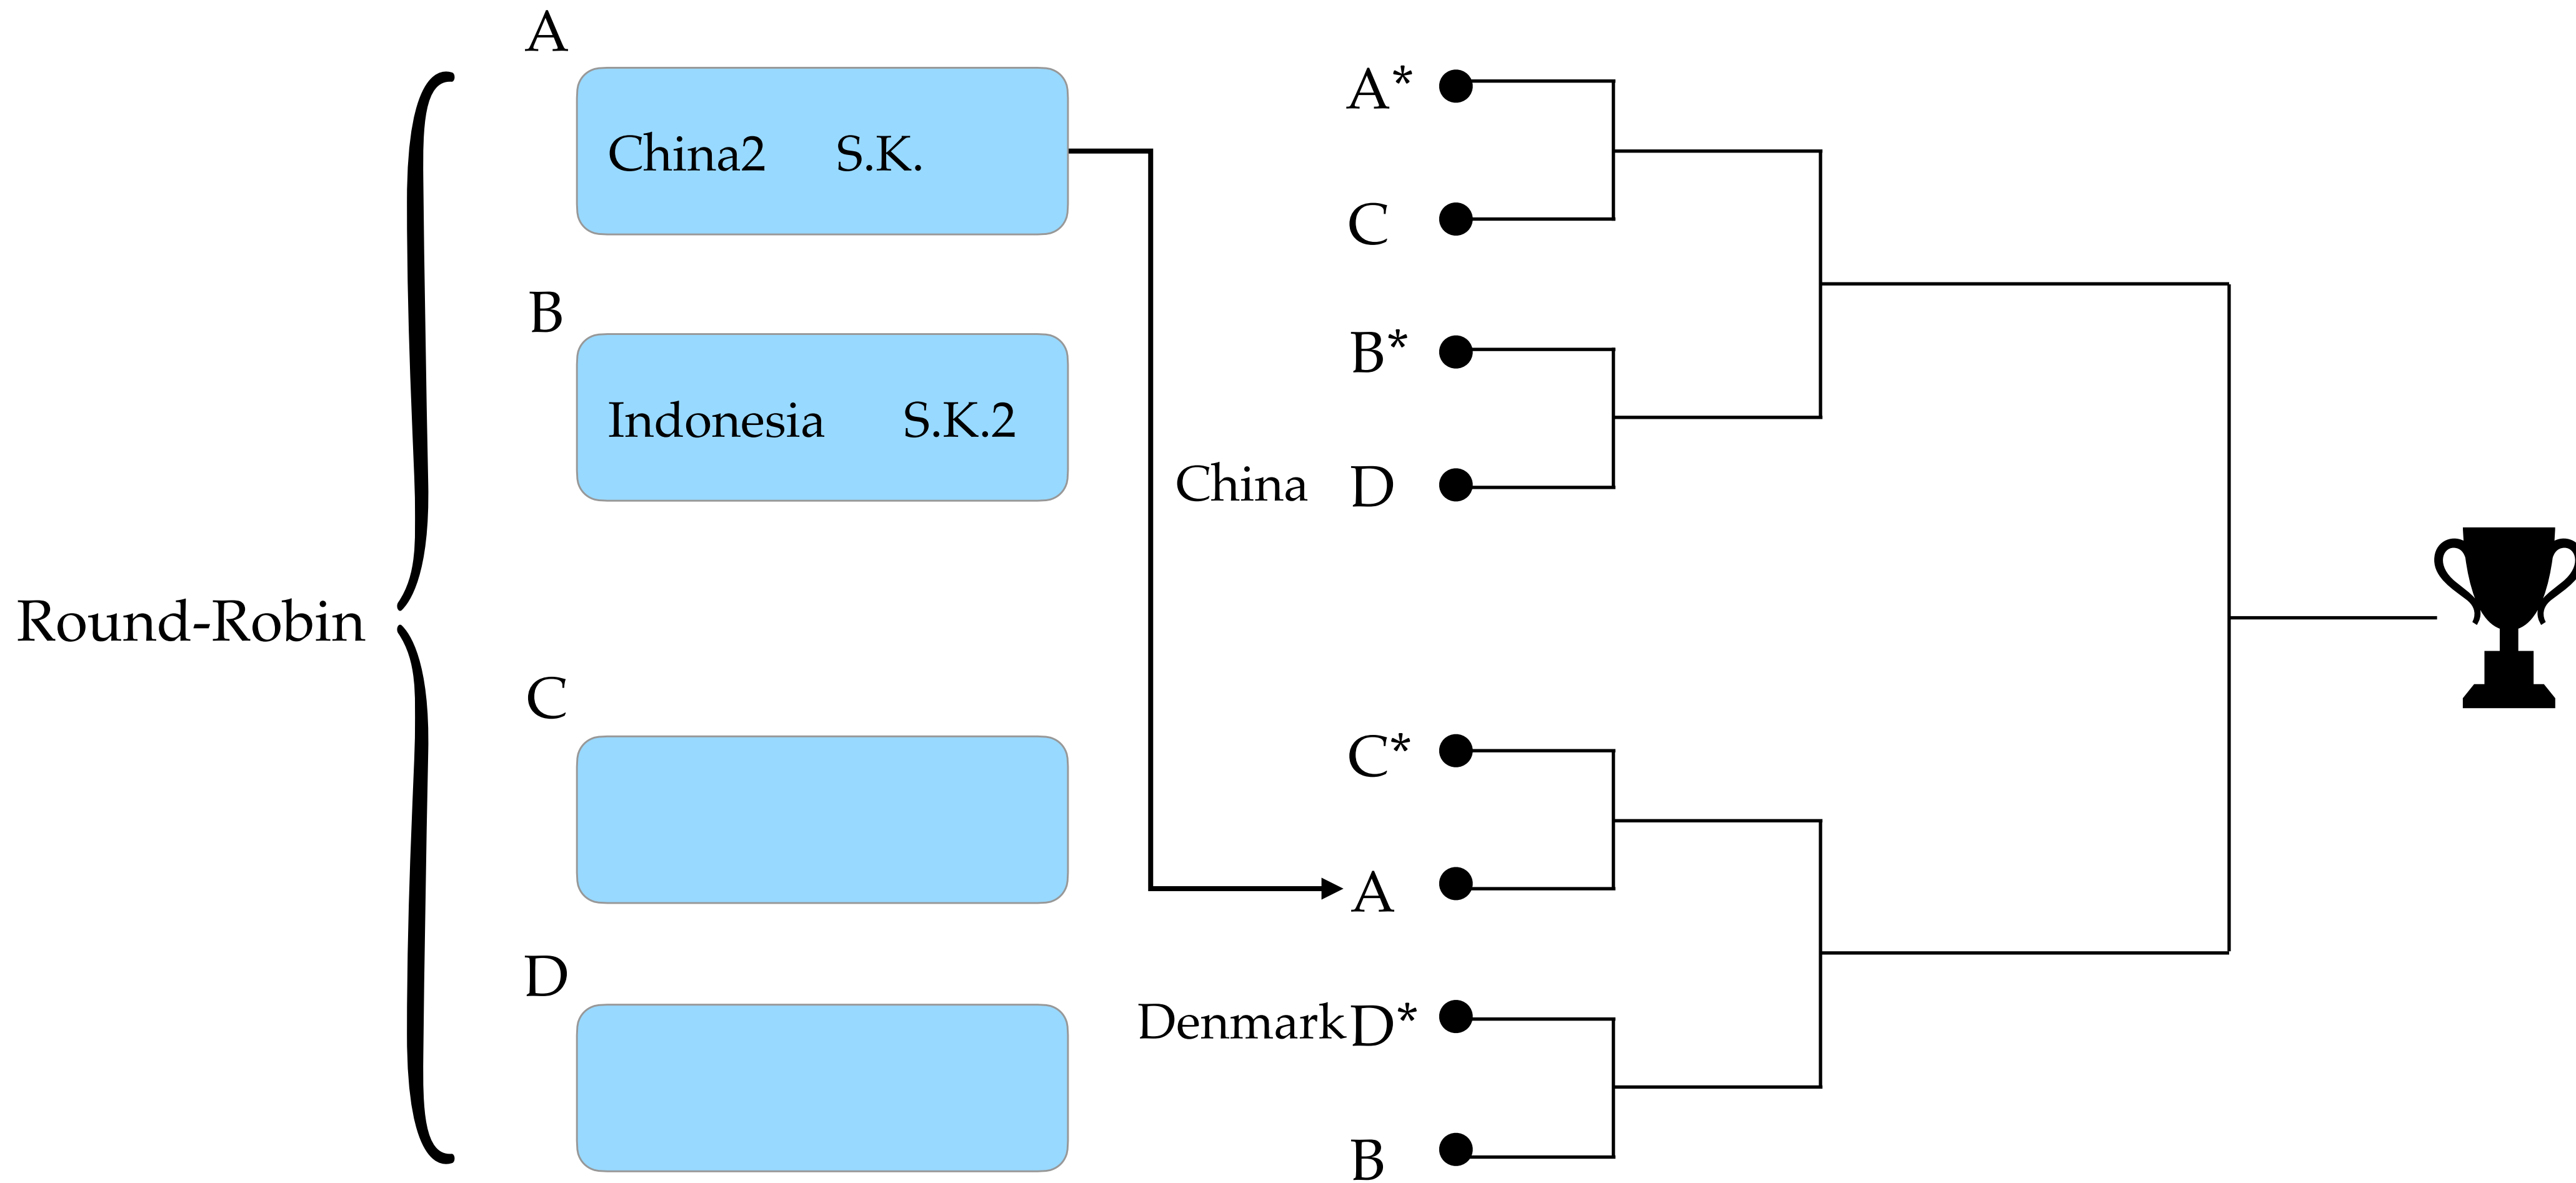 Round-Robin
A
China2 S.K.
B
Indonesia S.K.2
C
D
A*
C
B*
China D
C*
A
Denmark D*
B